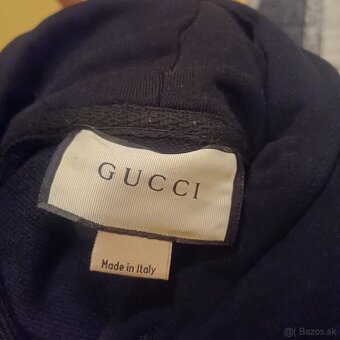 GUCCI
Made in Italy
@( Bazos.sk